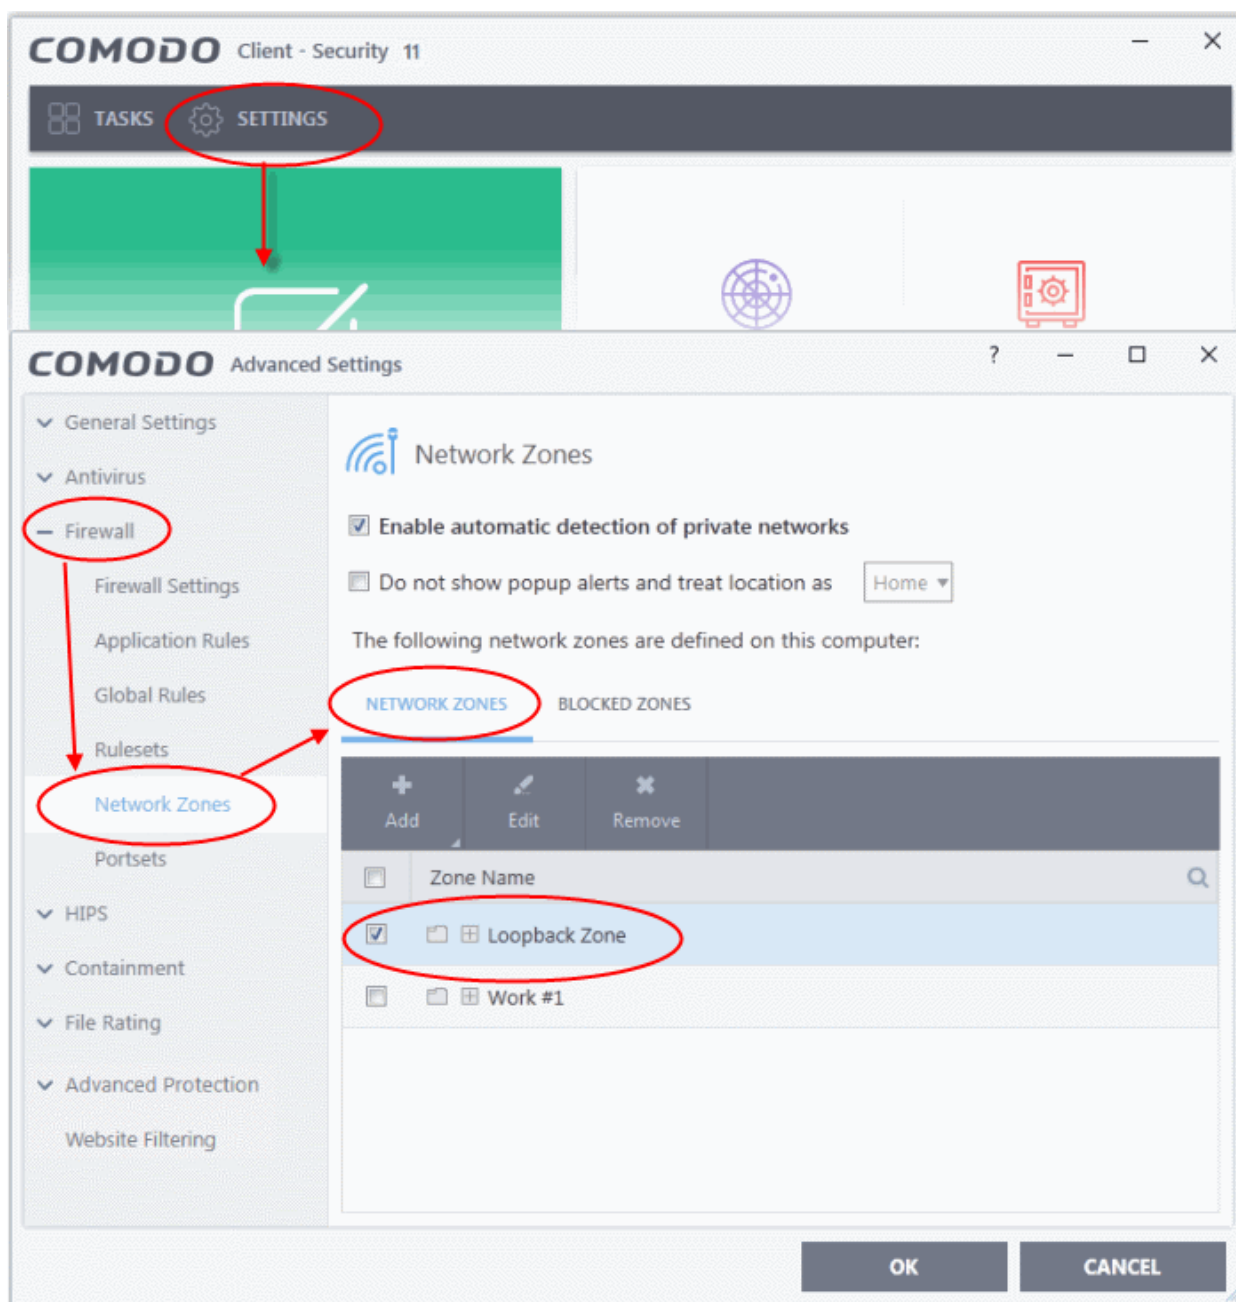 COMODO Client - Security 11
TASKS SETTINGS
COMODO Advanced Settings ?
General Settings
Antivirus
Firewall
Firewall Settings
Application Rules
Global Rules
Rulesets
Network Zones
Portsets
HIPS
Containment
File Rating
Advanced Protection
Website Filtering
Network Zones
Enable automatic detection of private networks
Do not show popup alerts and treat location as Home
The following network zones are defined on this computer:
NETWORK ZONES BLOCKED ZONES
Add Edit Remove
Zone Name
Loopback Zone
Work #1
OK CANCEL